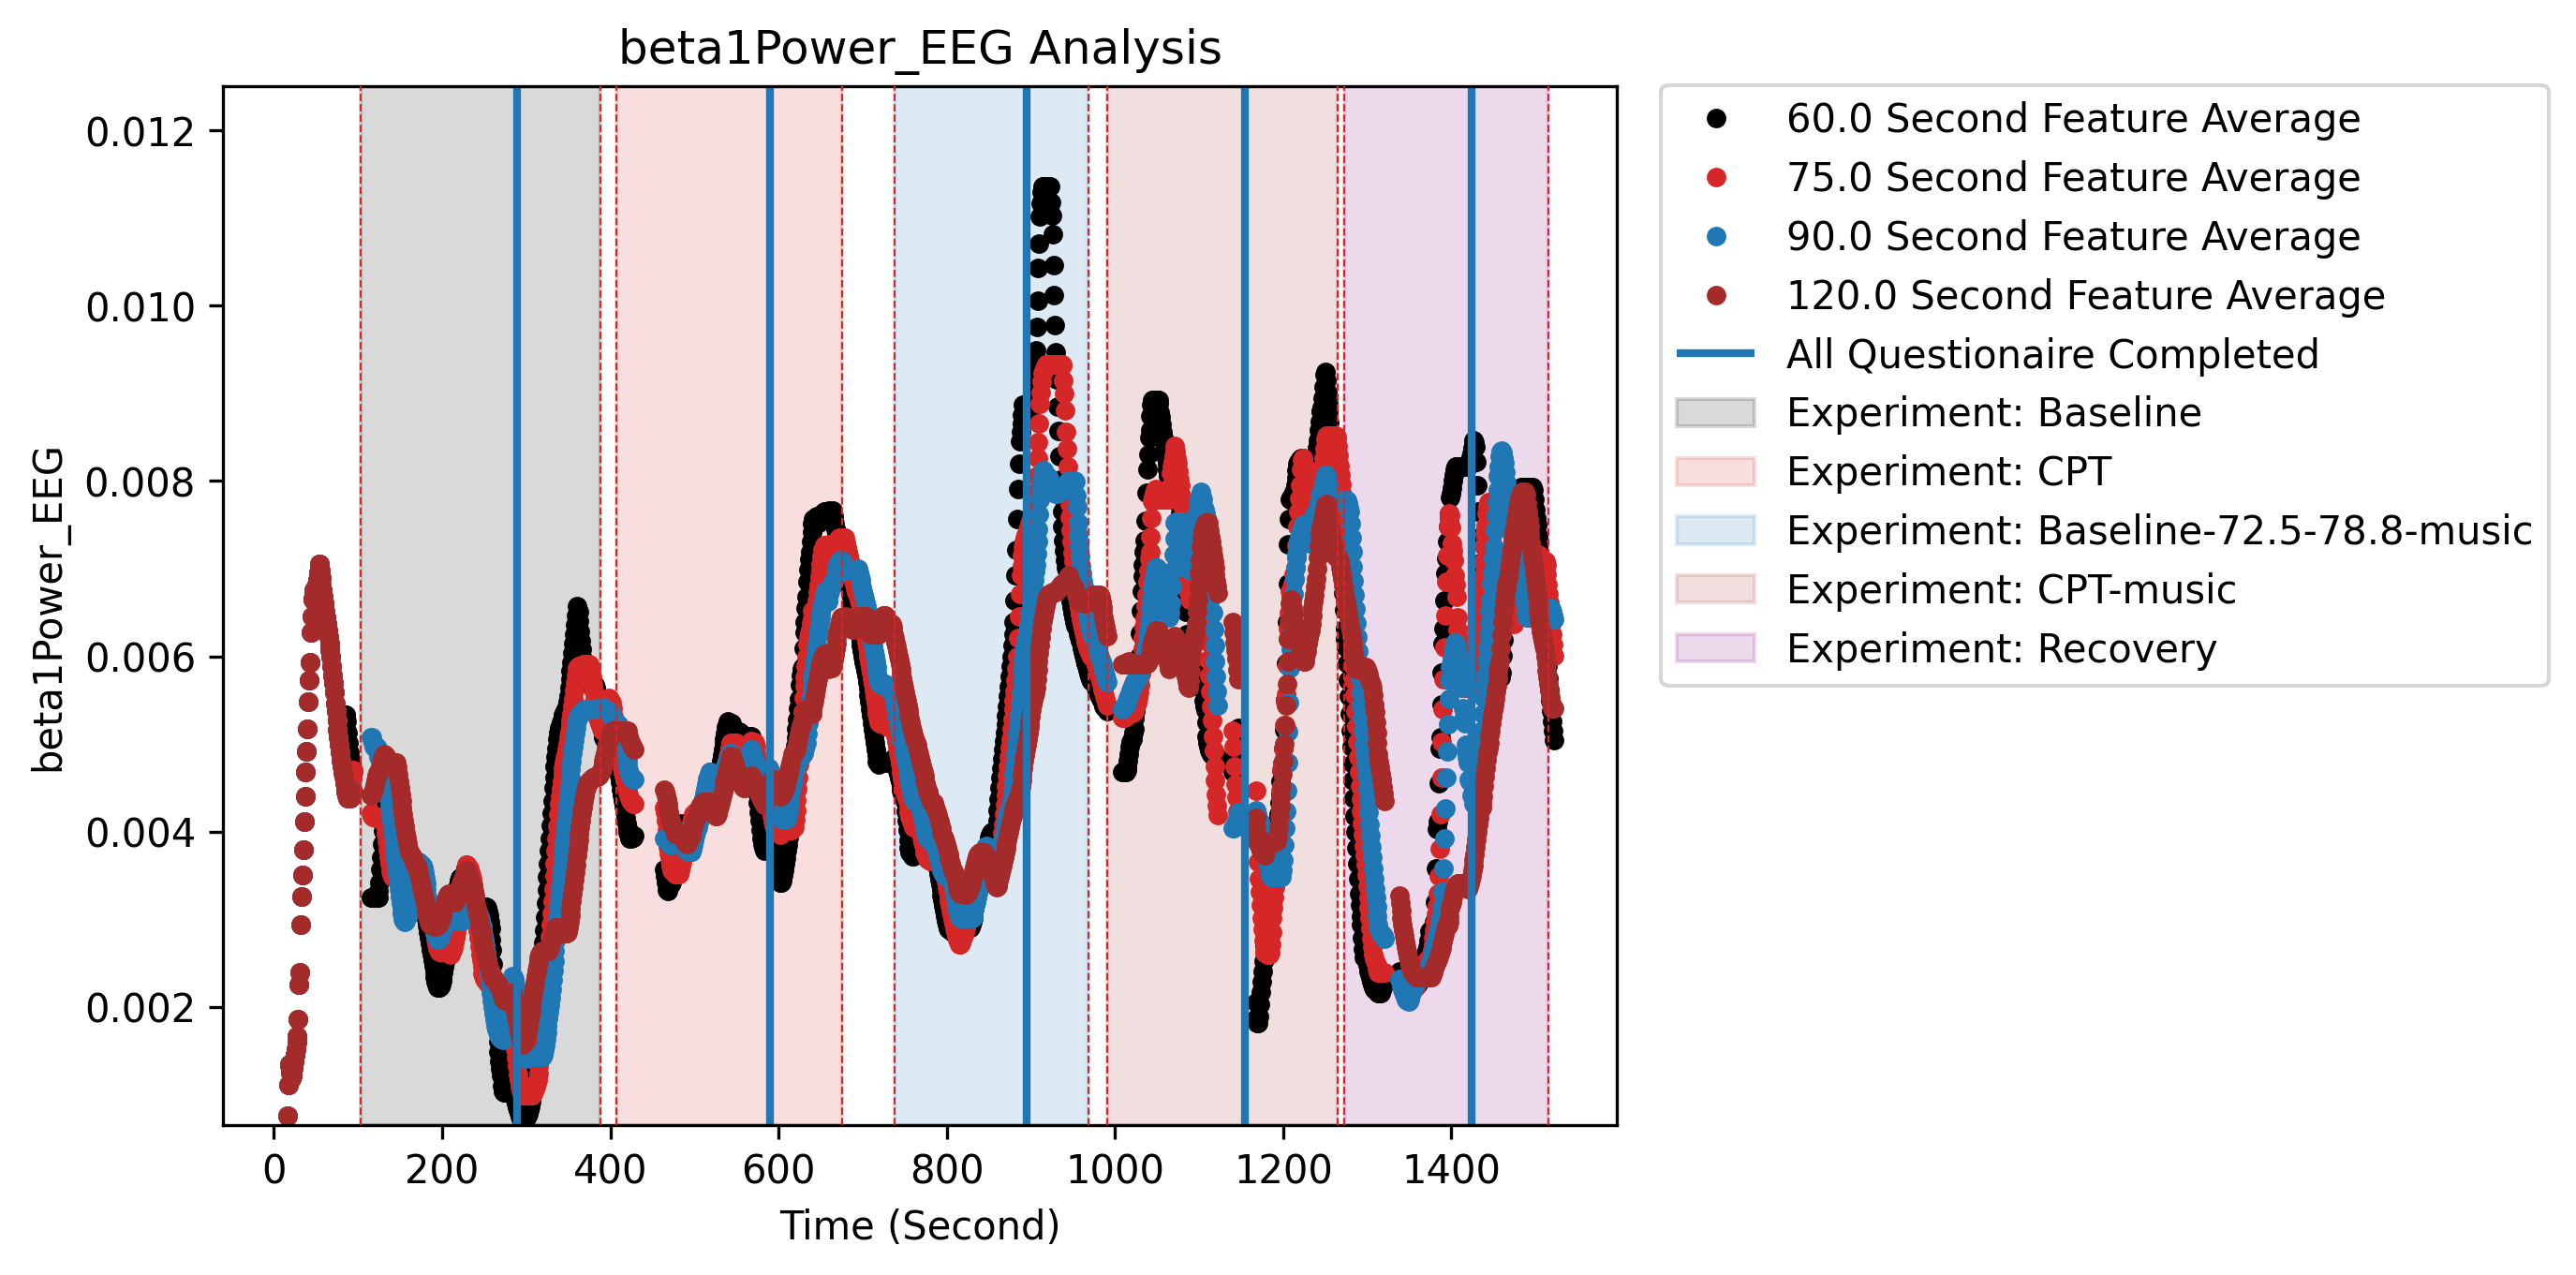 beta1Power_EEG Analysis
0.012
0.010
0.008
0.006
0.004
0.002
beta1Power_EEG
0 200 400 600 800 1000 1200 1400
Time (Second)
60.0 Second Feature Average
75.0 Second Feature Average
90.0 Second Feature Average
120.0 Second Feature Average
All Questionaire Completed
Experiment: Baseline
Experiment: CPT
Experiment: Baseline-72.5-78.8-music
Experiment: CPT-music
Experiment: Recovery